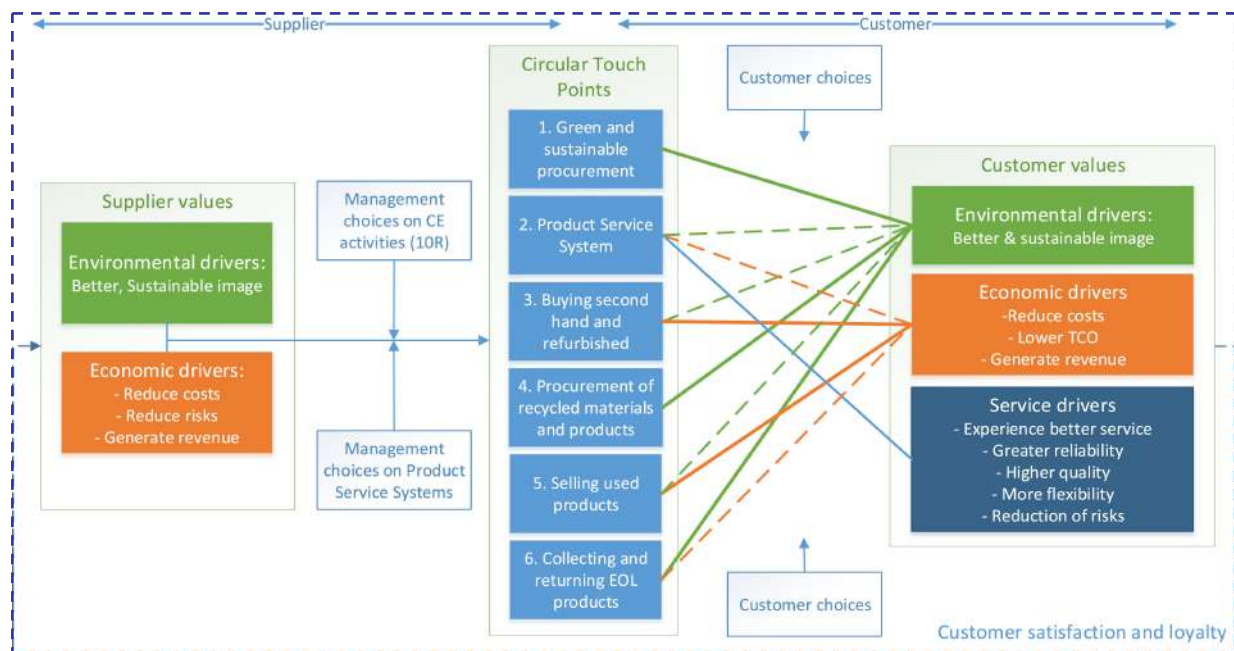 Supplier
Customer
Supplier values
Environmental drivers:
Better, Sustainable image
Economic drivers:
- Reduce costs
- Reduce risks
- Generate revenue
Management
choices on CE
activities (10R)
Management
choices on Product
Service Systems
Circular Touch
Points
1. Green and
sustainable
procurement
2. Product Service
System
3. Buying second
hand and
refurbished
4. Procurement of
recycled materials
and products
5. Selling used
products
6. Collecting and
returning EOL
products
Customer choices
Customer choices
Customer values
Environmental drivers:
Better & sustainable image
Economic drivers
-Reduce costs
- Lower TCO
- Generate revenue
Service drivers
- Experience better service
- Greater reliability
- Higher quality
- More flexibility
- Reduction of risks
Customer satisfaction and loyalty